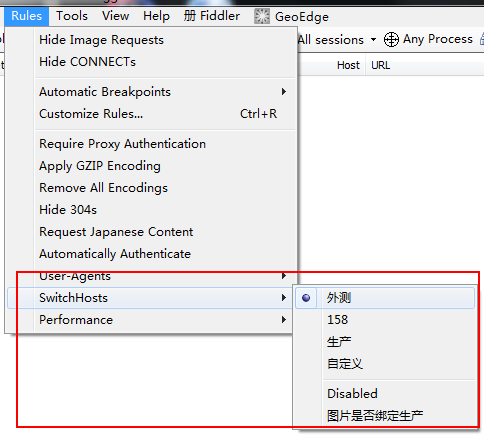 Rules Tools View Help 册 Fiddler GeoEdge
All sessions Any Process
Host URL
Hide Image Requests
Hide CONNECTs
Automatic Breakpoints
Customize Rules... Ctrl+R
Require Proxy Authentication
Apply GZIP Encoding
Remove All Encodings
Hide 304s
Request Japanese Content
Automatically Authenticate
User-Agents
SwitchHosts
Performance
外测
158
生产
自定义
Disabled
图片是否绑定生产